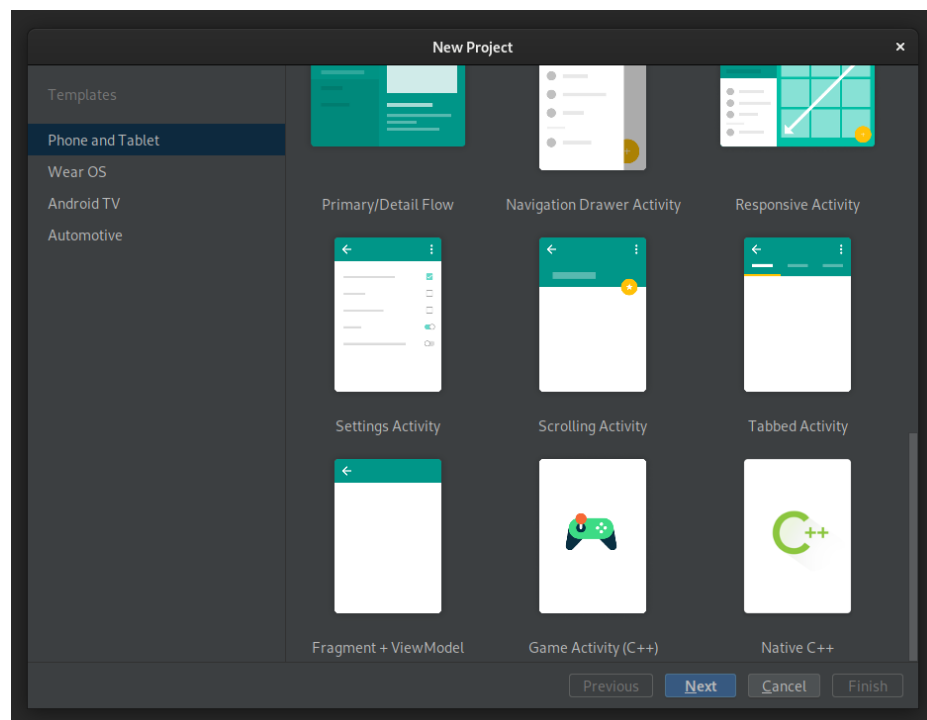 New Project
Templates
Phone and Tablet
Wear OS
Android TV
Automotive
Primary/Detail Flow
Navigation Drawer Activity
Responsive Activity
Settings Activity
Scrolling Activity
Tabbed Activity
C++
Fragment + ViewModel
Game Activity (C++)
Native C++
Previous
Next
Cancel
Finish